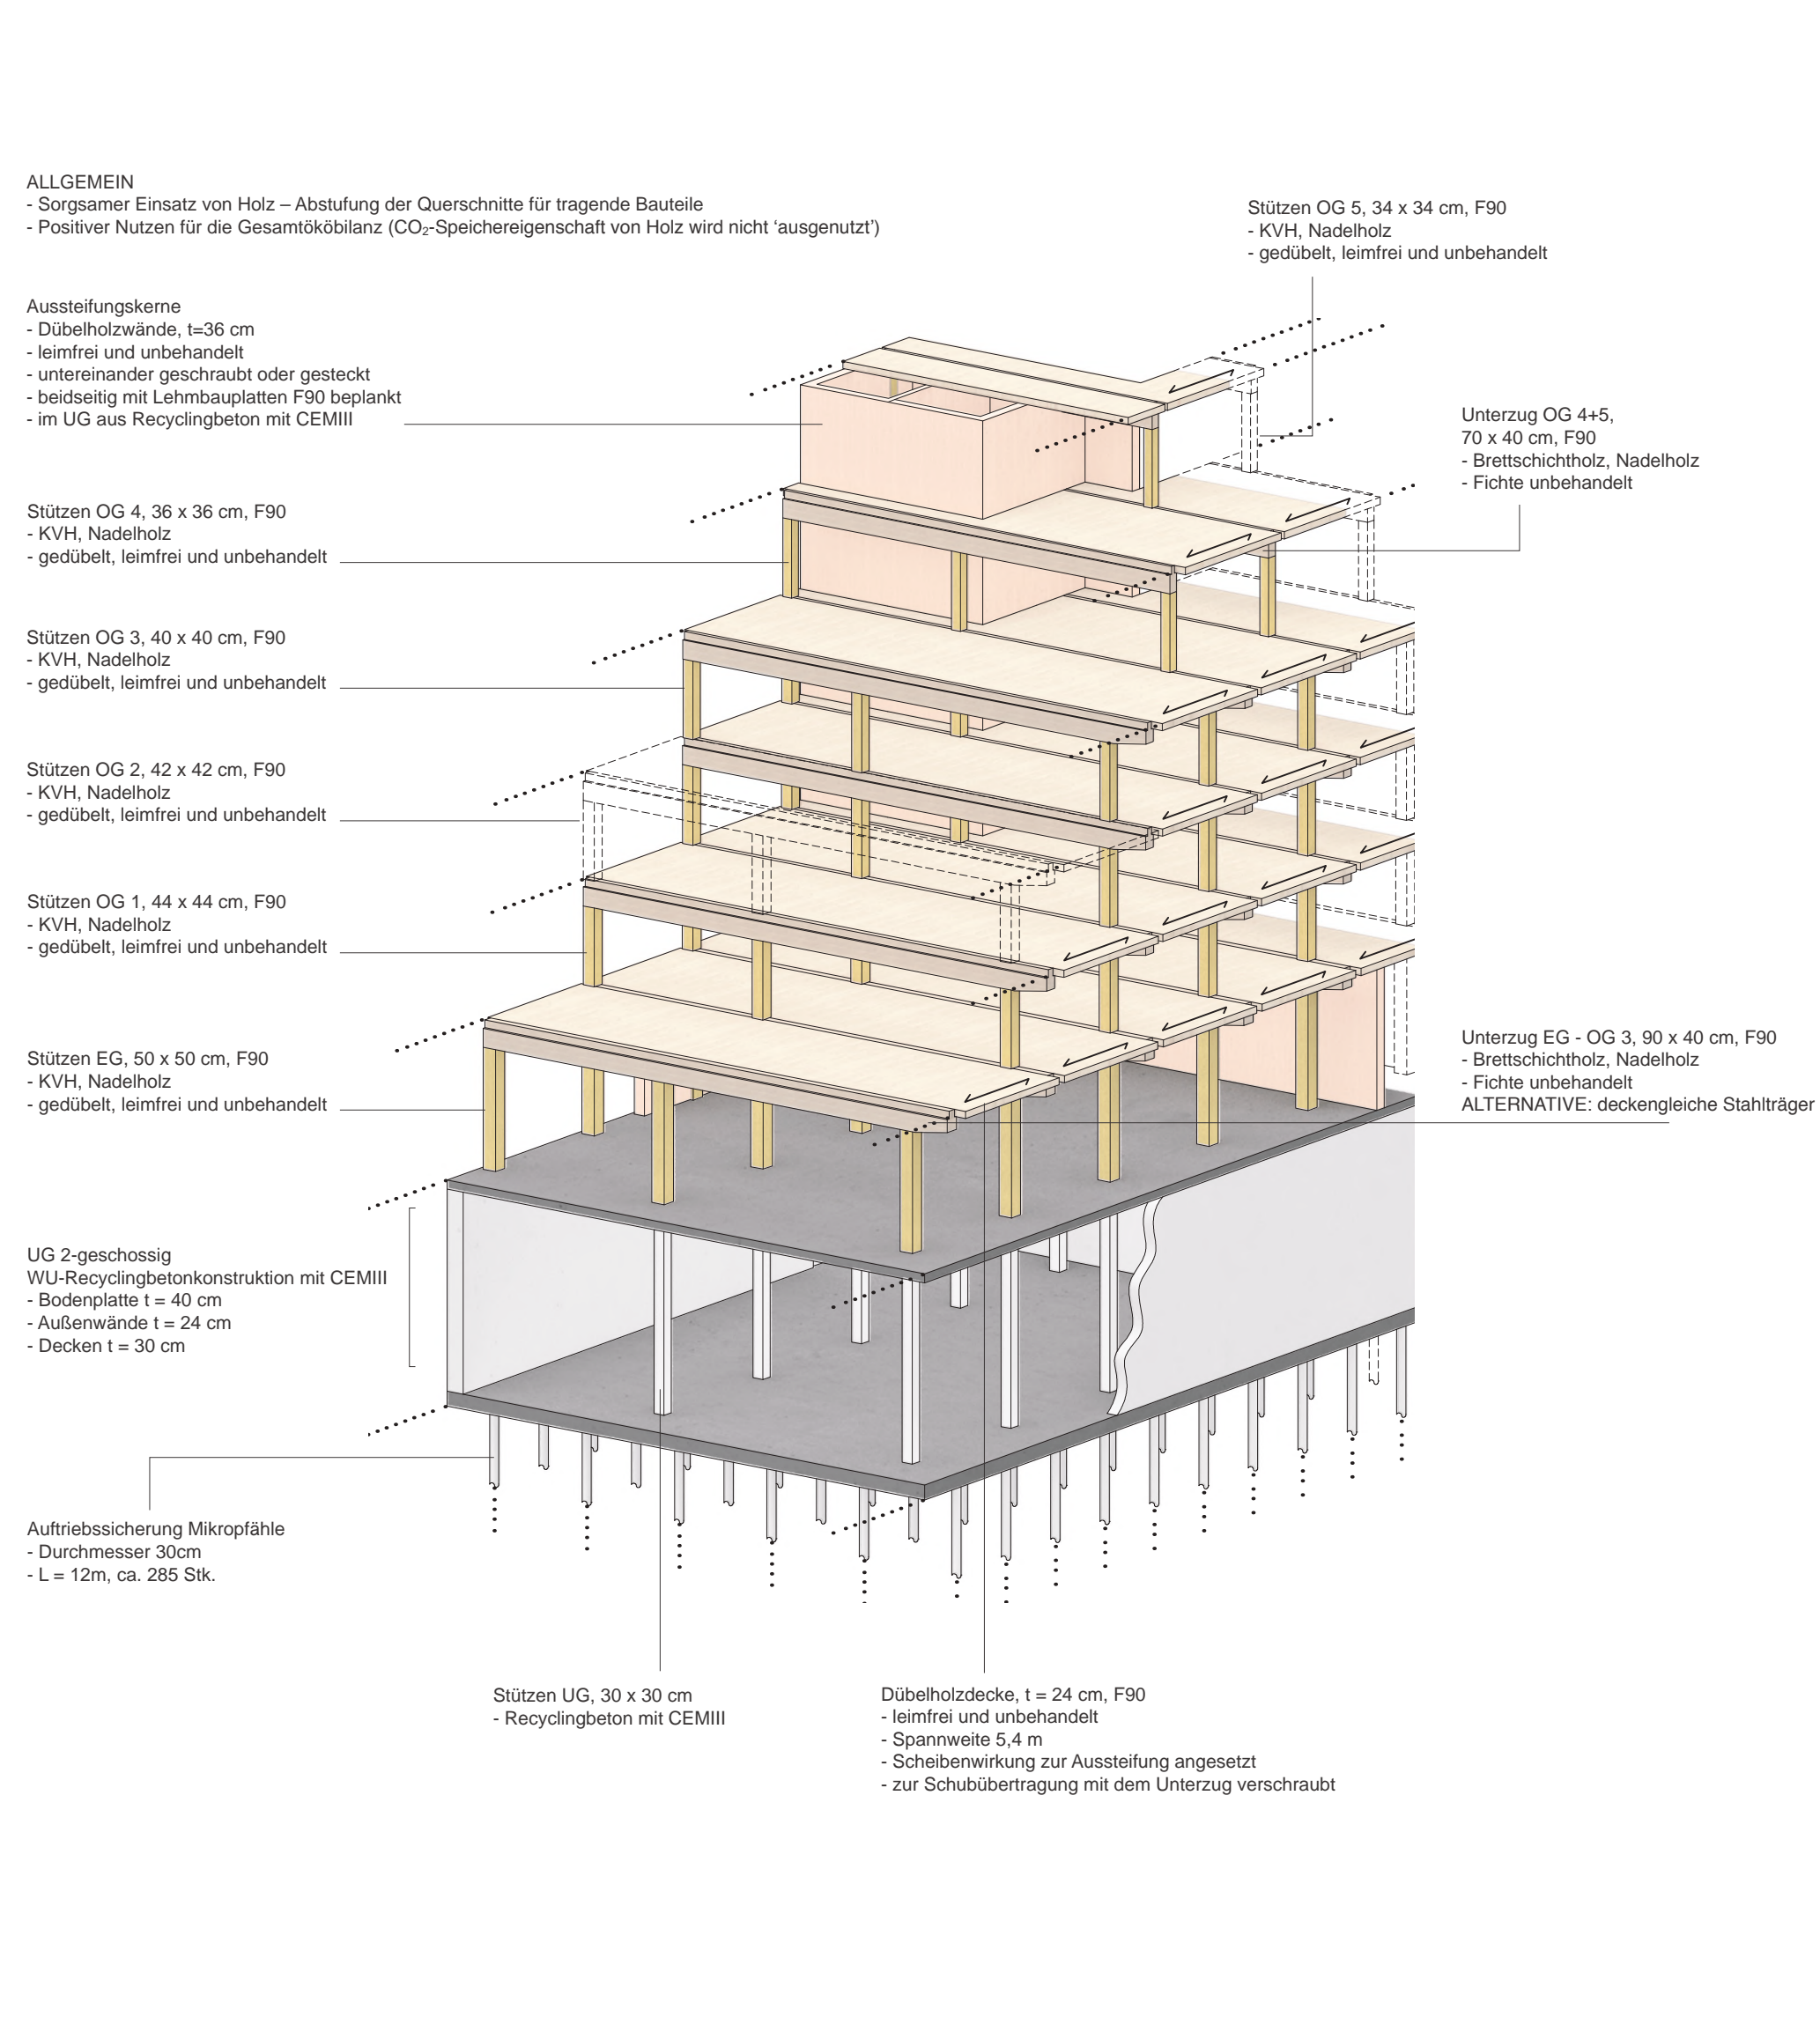 ALLGEMEIN
- Sorgsamer Einsatz von Holz – Abstufung der Querschnitte für tragende Bauteile
- Positiver Nutzen für die Gesamtököbilanz (CO₂-Speichereigenschaft von Holz wird nicht ‘ausgenutzt’)
Stützen OG 5, 34 x 34 cm, F90
- KVH, Nadelholz
- gedübelt, leimfrei und unbehandelt
Aussteifungskerne
- Dübelholzwände, t=36 cm
- leimfrei und unbehandelt
- untereinander geschraubt oder gesteckt
- beidseitig mit Lehmbauplatten F90 beplankt
- im UG aus Recyclingbeton mit CEMIII
Unterzug OG 4+5,
70 x 40 cm, F90
- Brettschichtholz, Nadelholz
- Fichte unbehandelt
Stützen OG 4, 36 x 36 cm, F90
- KVH, Nadelholz
- gedübelt, leimfrei und unbehandelt
Stützen OG 3, 40 x 40 cm, F90
- KVH, Nadelholz
- gedübelt, leimfrei und unbehandelt
Stützen OG 2, 42 x 42 cm, F90
- KVH, Nadelholz
- gedübelt, leimfrei und unbehandelt
Stützen OG 1, 44 x 44 cm, F90
- KVH, Nadelholz
- gedübelt, leimfrei und unbehandelt
Stützen EG, 50 x 50 cm, F90
- KVH, Nadelholz
- gedübelt, leimfrei und unbehandelt
Unterzug EG - OG 3, 90 x 40 cm, F90
- Brettschichtholz, Nadelholz
- Fichte unbehandelt
ALTERNATIVE: deckengleiche Stahlträger
UG 2-geschossig
WU-Recyclingbetonkonstruktion mit CEMIII
- Bodenplatte t = 40 cm
- Außenwände t = 24 cm
- Decken t = 30 cm
Auftriebssicherung Mikropfähle
- Durchmesser 30cm
- L = 12m, ca. 285 Stk.
Stützen UG, 30 x 30 cm
- Recyclingbeton mit CEMIII
Dübelholzdecke, t = 24 cm, F90
- leimfrei und unbehandelt
- Spannweite 5,4 m
- Scheibenwirkung zur Aussteifung angesetzt
- zur Schubübertragung mit dem Unterzug verschraubt